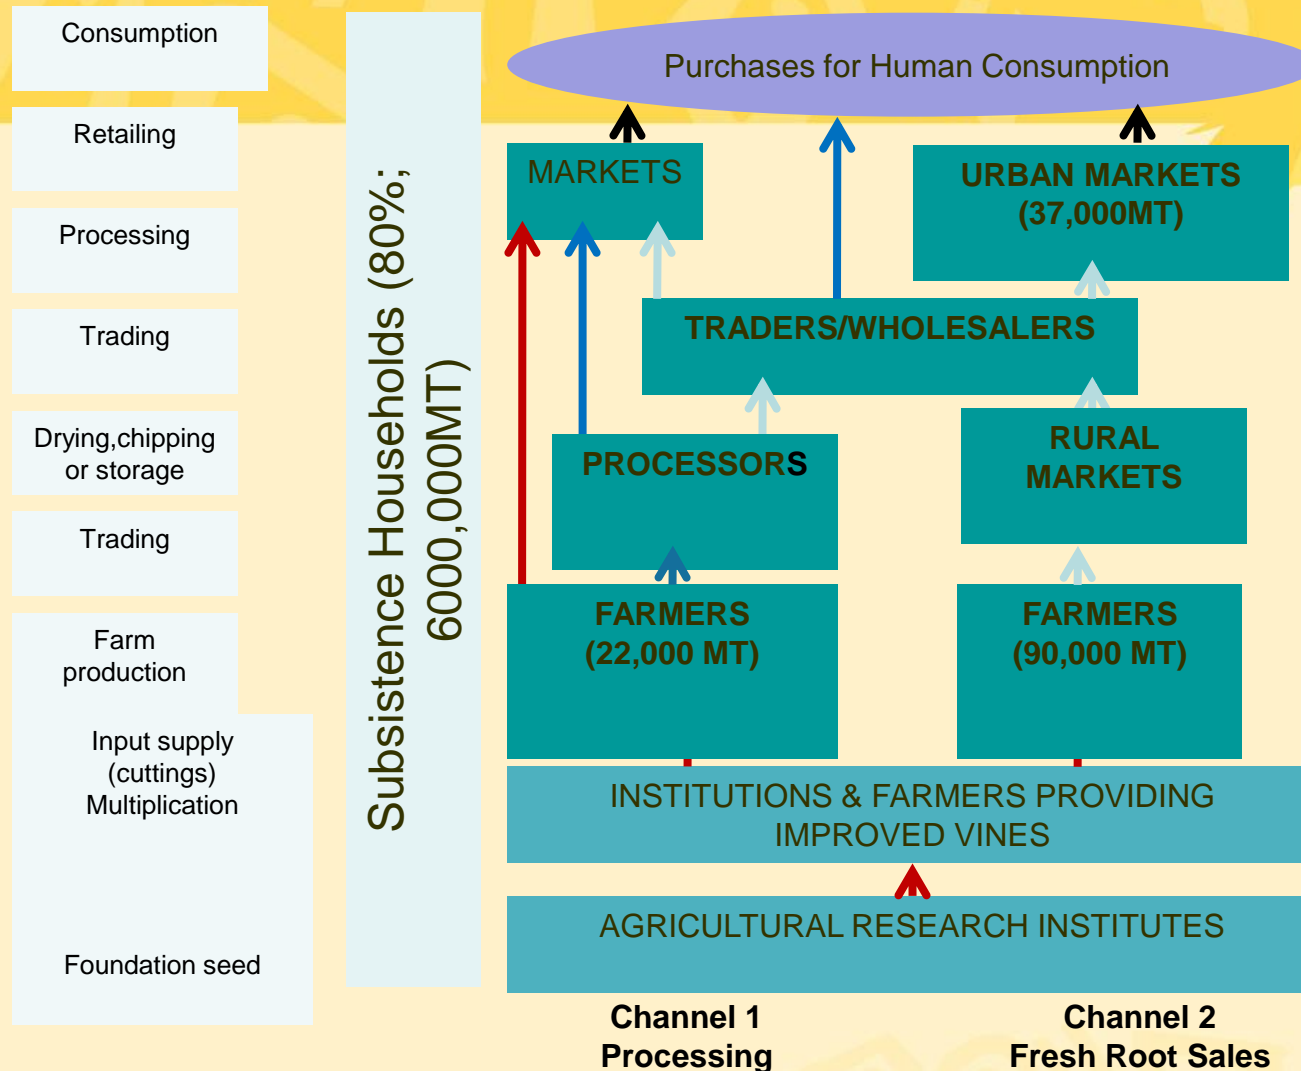 Consumption
Retailing
Processing
Trading
Drying,chipping
or storage
Trading
Farm
production
Input supply
(cuttings)
Multiplication
Foundation seed
Subsistence Households (80%;
6000,000MT)
Purchases for Human Consumption
MARKETS
URBAN MARKETS
(37,000MT)
TRADERS/WHOLESALERS
PROCESSORS
RURAL
MARKETS
FARMERS
(22,000 MT)
FARMERS
(90,000 MT)
INSTITUTIONS & FARMERS PROVIDING
IMPROVED VINES
AGRICULTURAL RESEARCH INSTITUTES
Channel 1
Processing
Channel 2
Fresh Root Sales